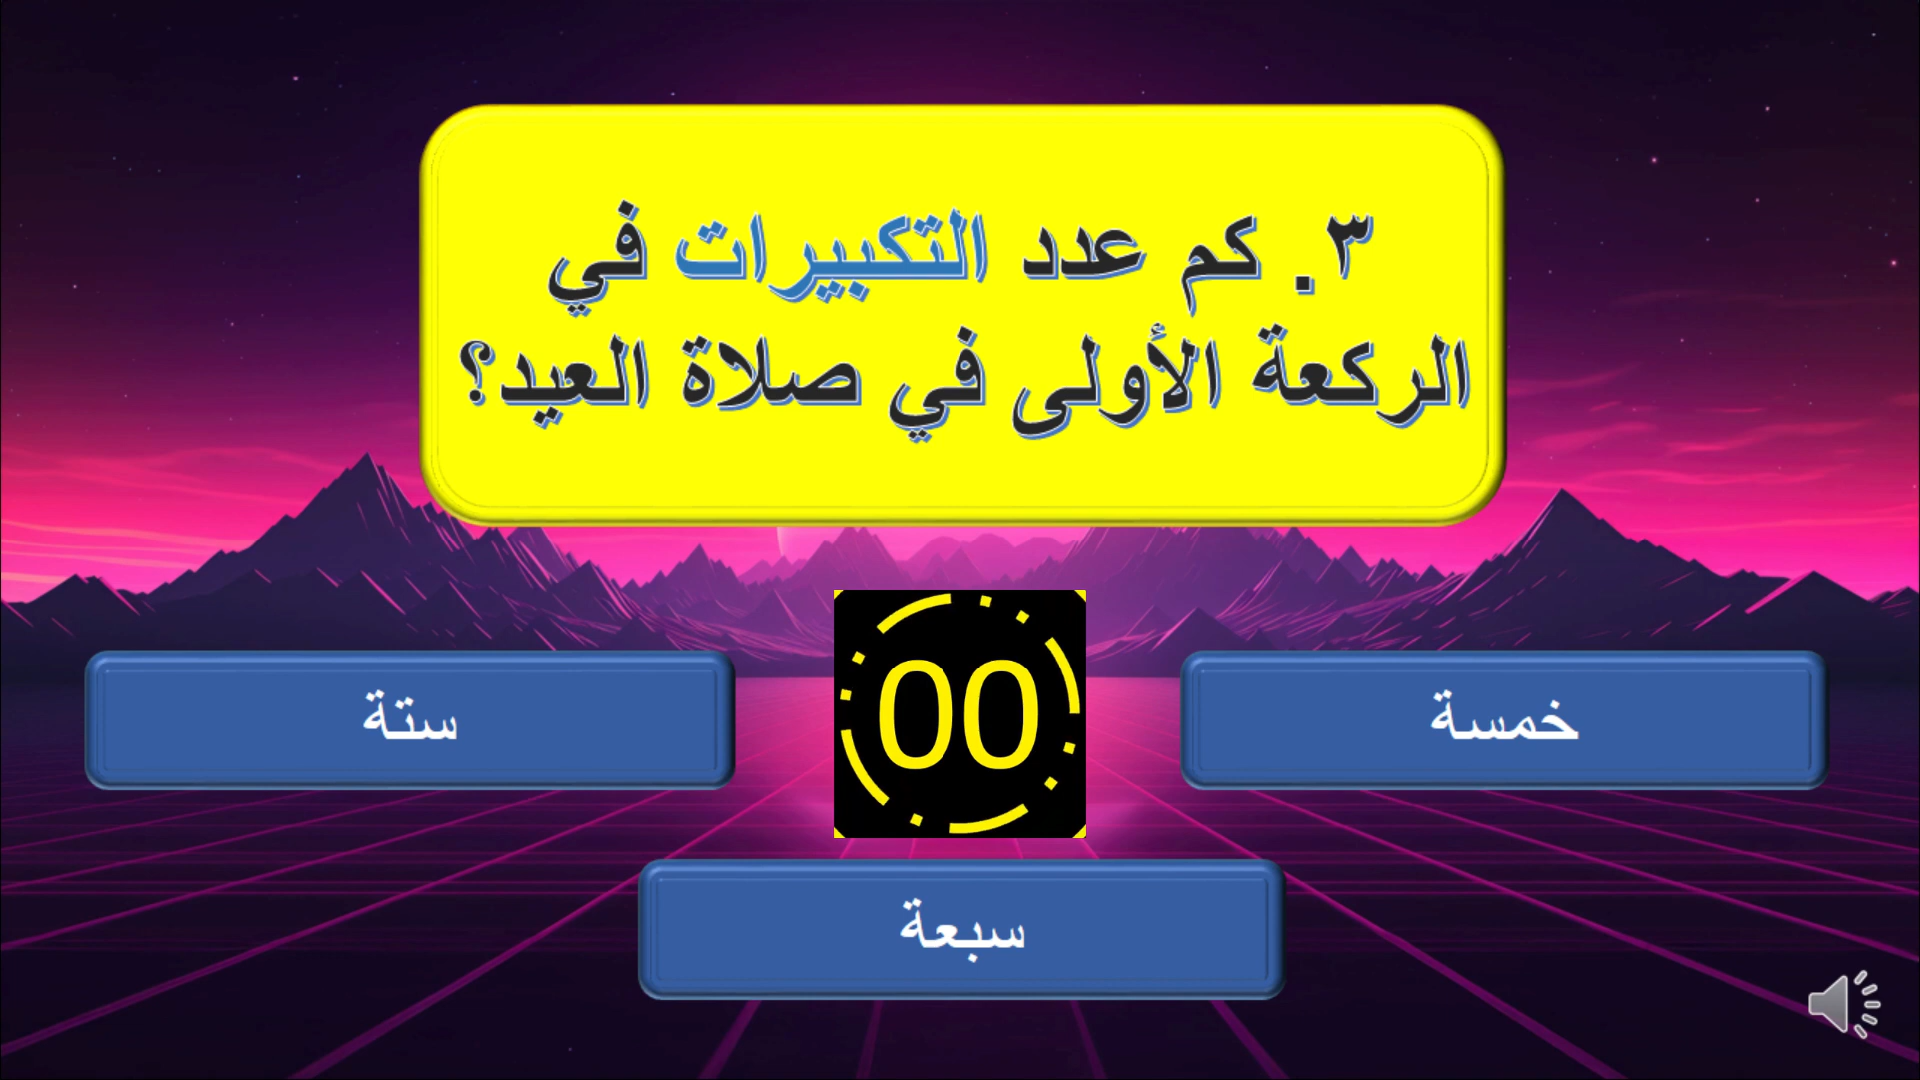 ٣. كم عدد التكبيرات في
الركعة الأولى في صلاة العيد؟
خمسة
00
ستة
سبعة